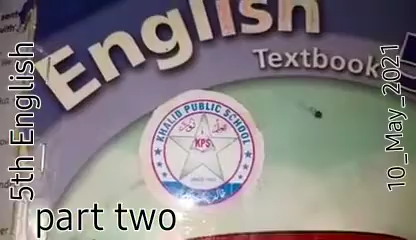 English
Textbook
KHALID PUBLIC SCHOOL
KPS
5th English
10_May_2021
part two